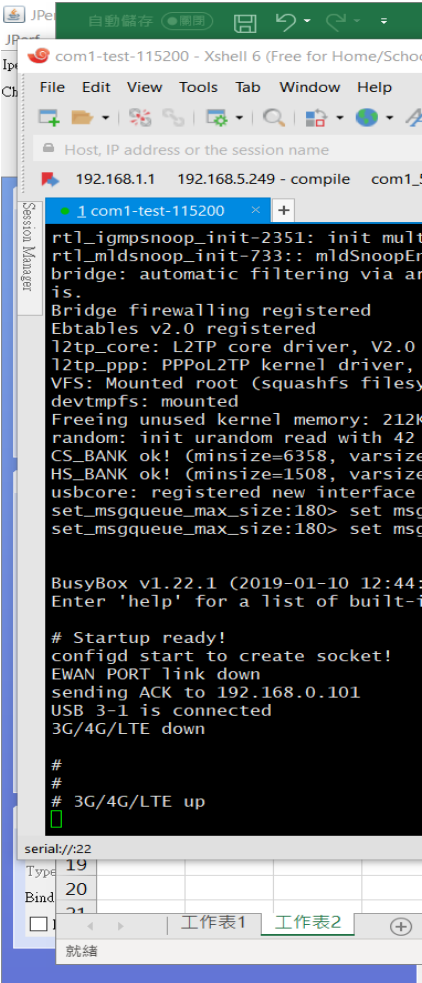 JPe
自動儲存 關閉
JPerf
com1-test-115200 - Xshell 6 (Free for Home/Schoo
Ipe
File Edit View Tools Tab Window Help
Ch
Host, IP address or the session name
192.168.1.1 192.168.5.249 - compile com1_5
Session Manager
1 com1-test-115200 × +
rtl_igmpsnoop_init-2351: init mult
rtl_mldsnoop_init-733:: mldSnoopEn
bridge: automatic filtering via ar
is.
Bridge firewalling registered
Ebtables v2.0 registered
l2tp_core: L2TP core driver, V2.0
l2tp_ppp: PPPoL2TP kernel driver,
VFS: Mounted root (squashfs filesy
devtmpfs: mounted
Freeing unused kernel memory: 212K
random: init urandom read with 42
CS_BANK ok! (minsize=6358, varsize
HS_BANK ok! (minsize=1508, varsize
usbcore: registered new interface
set_msgqueue_max_size:180> set msg
set_msgqueue_max_size:180> set msg
BusyBox v1.22.1 (2019-01-10 12:44:
Enter 'help' for a list of built-i
# Startup ready!
configd start to create socket!
EWAN PORT link down
sending ACK to 192.168.0.101
USB 3-1 is connected
3G/4G/LTE down
#
#
# 3G/4G/LTE up
serial://:22
Type
19
Bind
20
21
工作表1 工作表2
就緒